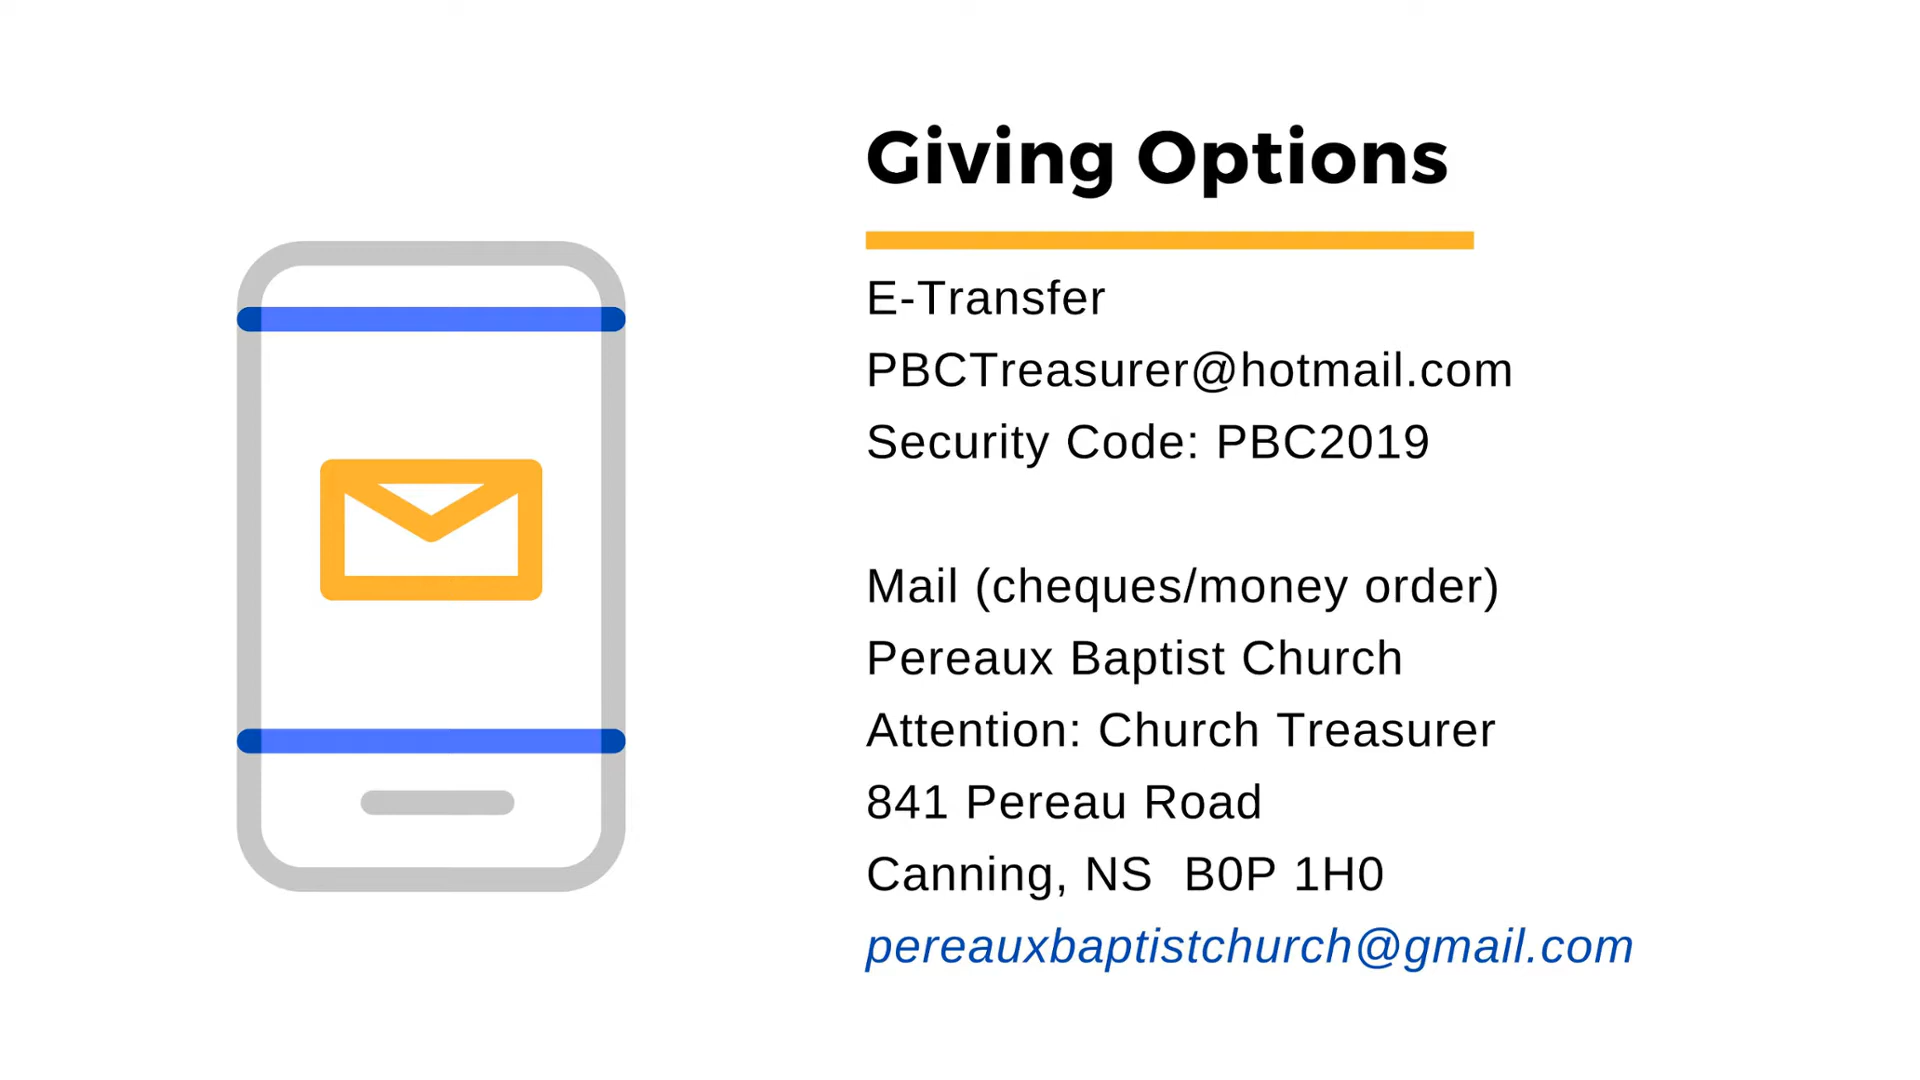 Giving Options
E-Transfer
PBCTreasurer@hotmail.com
Security Code: PBC2019
Mail (cheques/money order)
Pereaux Baptist Church
Attention: Church Treasurer
841 Pereau Road
Canning, NS  B0P 1H0
pereauxbaptistchurch@gmail.com